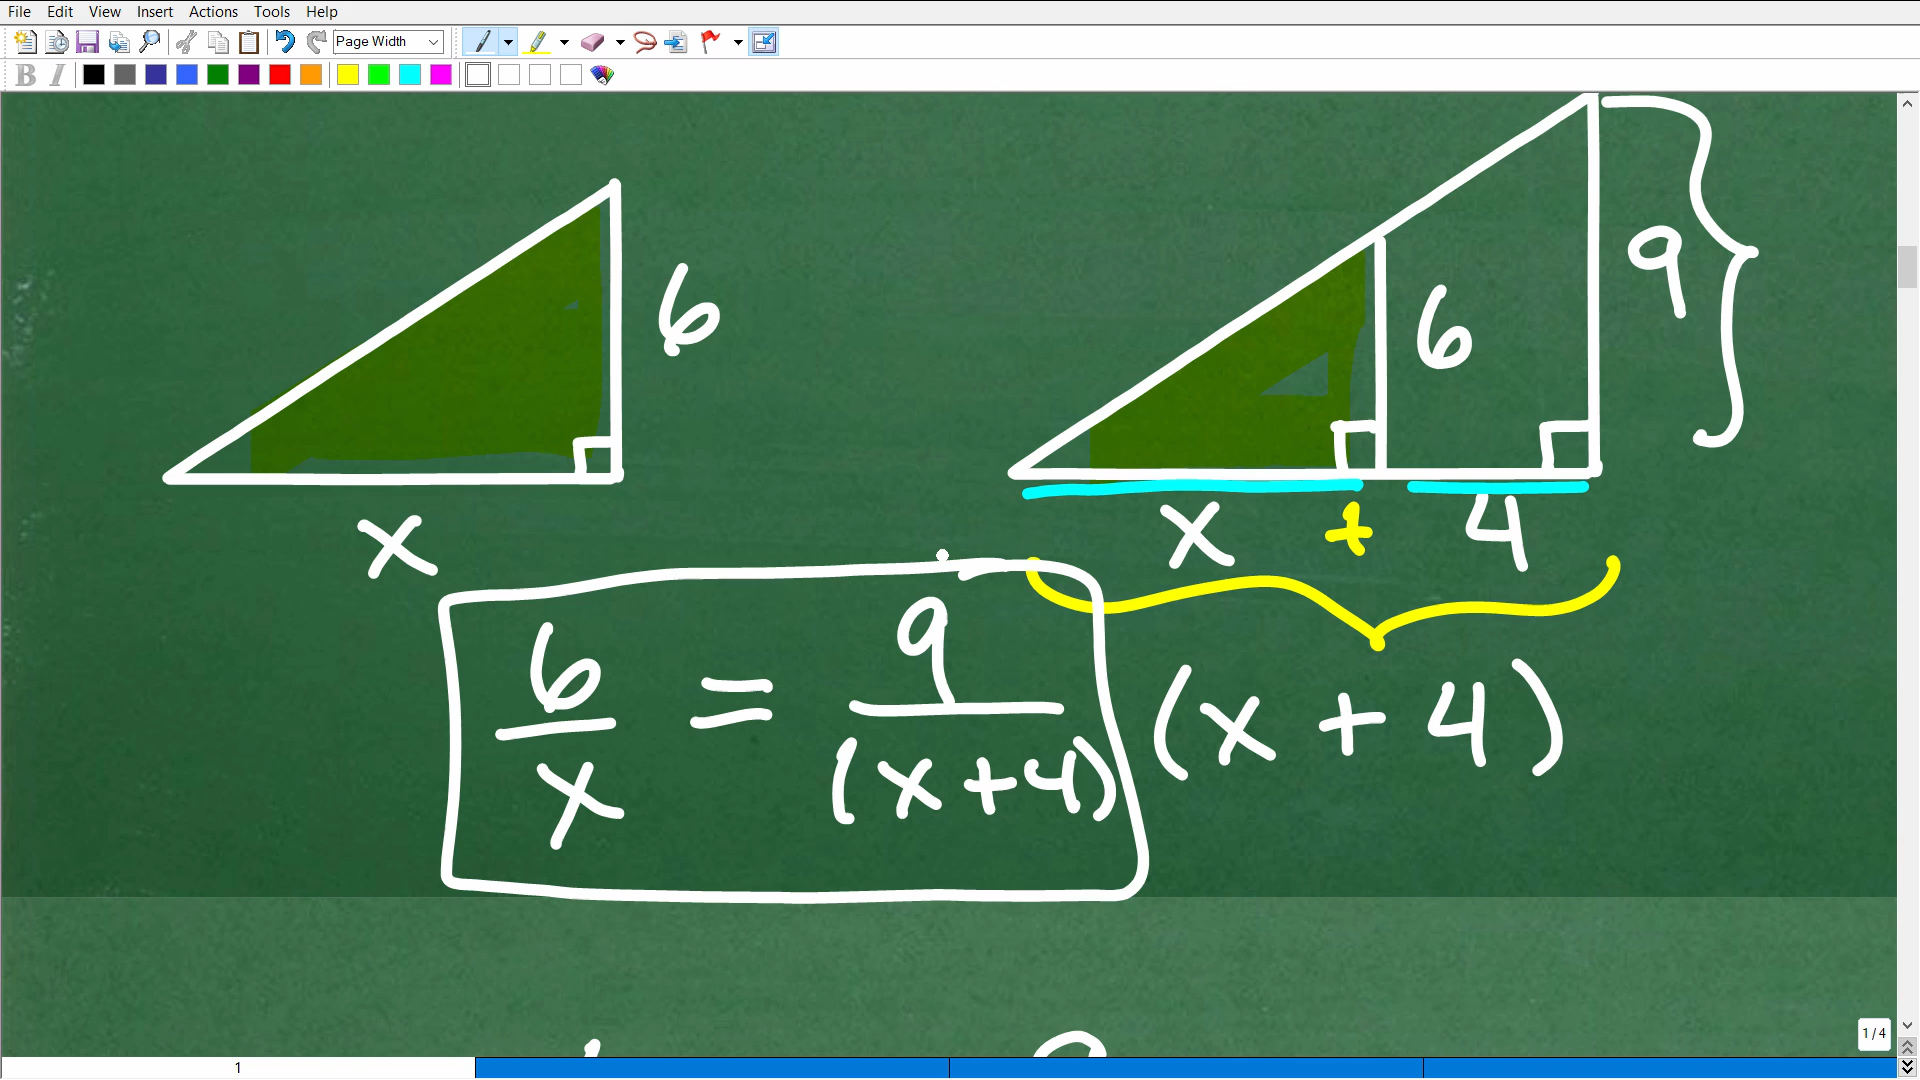 File Edit View Insert Actions Tools Help
Page Width
B I
6
9
6
x
x + 4
6/x = 9/(x+4)
(x + 4)
1 / 4
1